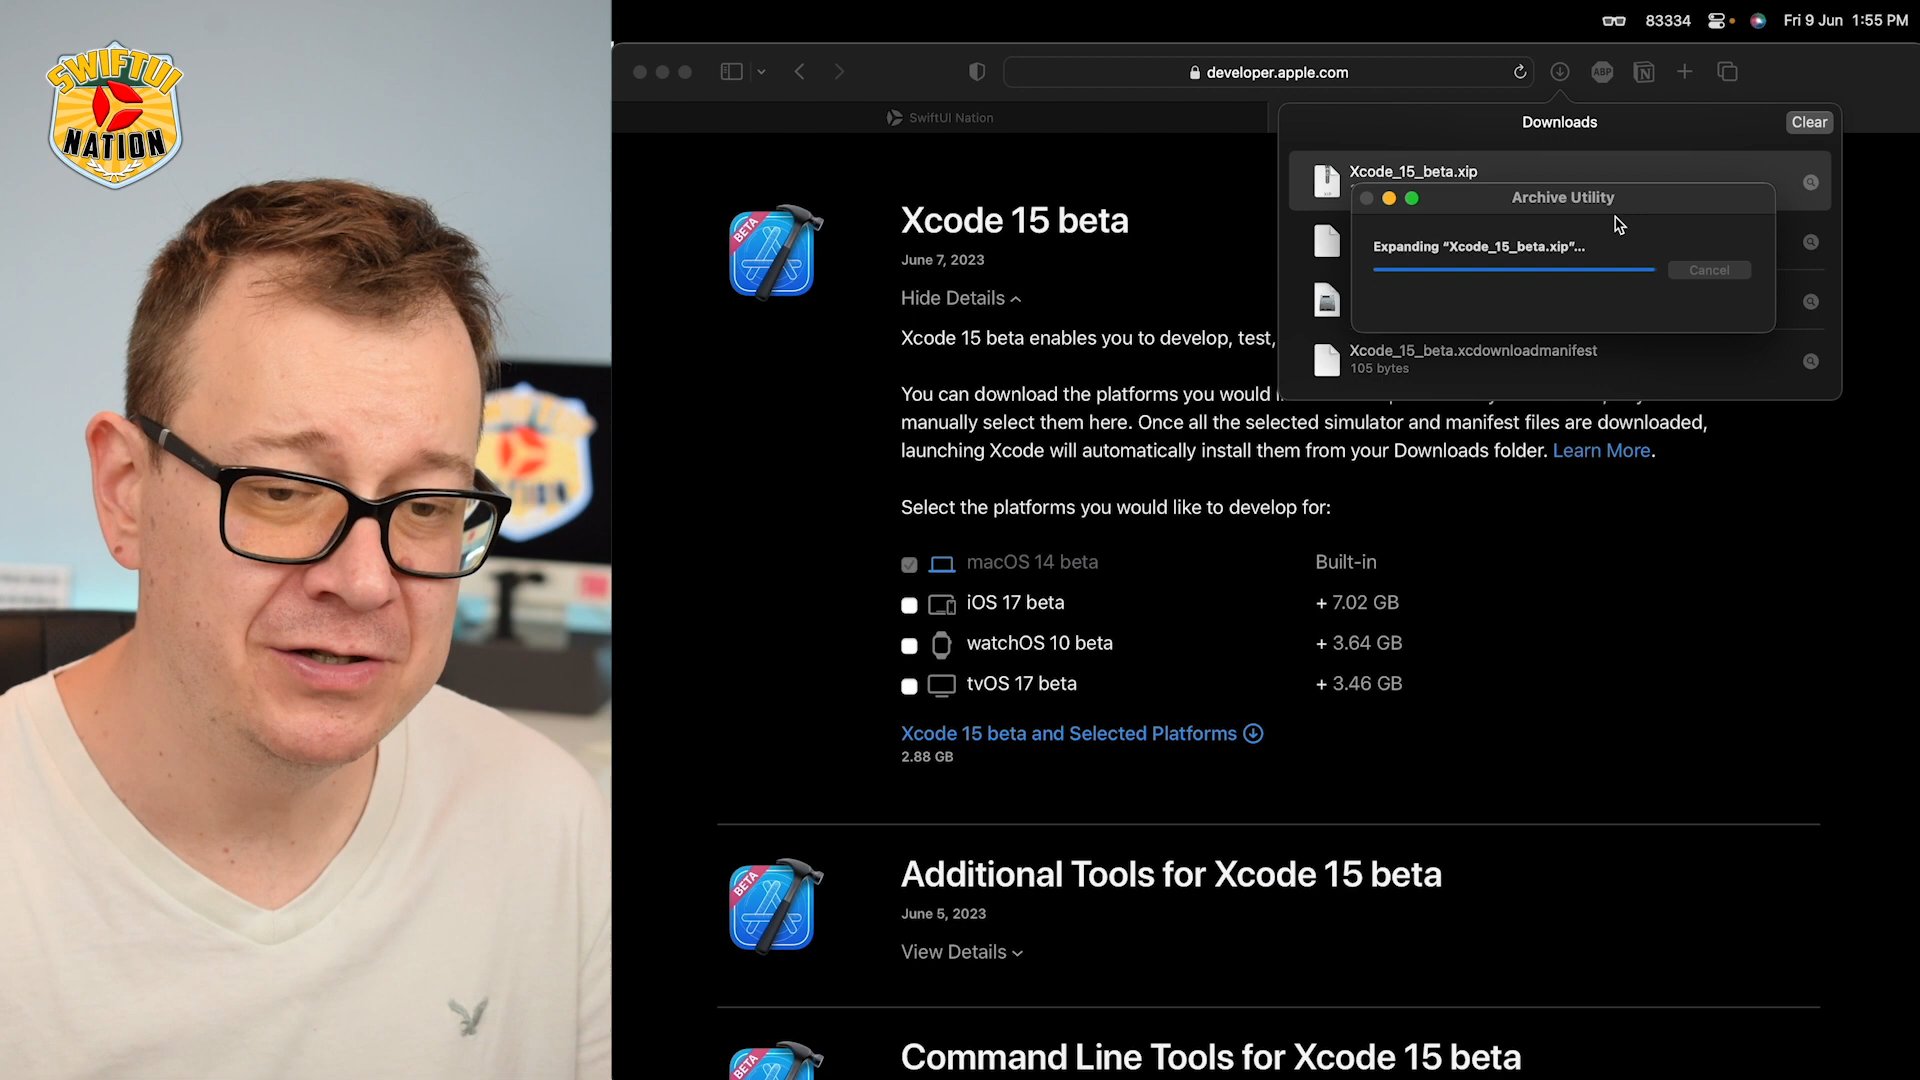 SWIFTUI
NATION
83334
Fri 9 Jun 1:55 PM
developer.apple.com
ABP
SwiftUI Nation
Downloads
Clear
Xcode_15_beta.xip
Archive Utility
Expanding “Xcode_15_beta.xip”...
Cancel
Xcode_15_beta.xcdownloadmanifest
105 bytes
BETA
Xcode 15 beta
June 7, 2023
Hide Details
Xcode 15 beta enables you to develop, test,
You can download the platforms you would
manually select them here. Once all the selected simulator and manifest files are downloaded,
launching Xcode will automatically install them from your Downloads folder. Learn More.
Select the platforms you would like to develop for:
macOS 14 beta Built-in
iOS 17 beta + 7.02 GB
watchOS 10 beta + 3.64 GB
tvOS 17 beta + 3.46 GB
Xcode 15 beta and Selected Platforms
2.88 GB
BETA
Additional Tools for Xcode 15 beta
June 5, 2023
View Details
BETA
Command Line Tools for Xcode 15 beta
NATION